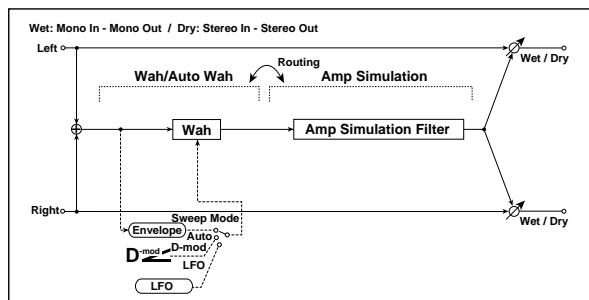 Wet: Mono In - Mono Out / Dry: Stereo In - Stereo Out
Left
Wet / Dry
Routing
Wah/Auto Wah
Amp Simulation
Wah
Amp Simulation Filter
Right
Wet / Dry
Sweep Mode
Envelope
Auto
D-mod
D-mod
LFO
LFO